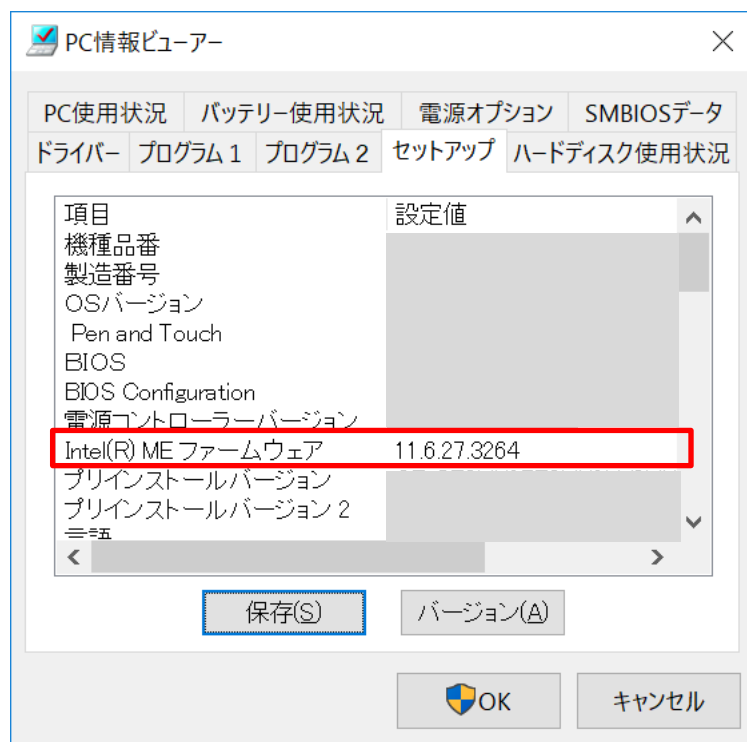 PC情報ビューアー
PC使用状況 バッテリー使用状況 電源オプション SMBIOSデータ
ドライバー プログラム1 プログラム2 セットアップ ハードディスク使用状況
項目 設定値
機種品番
製造番号
OSバージョン
Pen and Touch
BIOS
BIOS Configuration
電源コントローラーバージョン
Intel(R) ME ファームウェア 11.6.27.3264
プリインストールバージョン
プリインストールバージョン 2
言語
保存(S) バージョン(A)
OK キャンセル